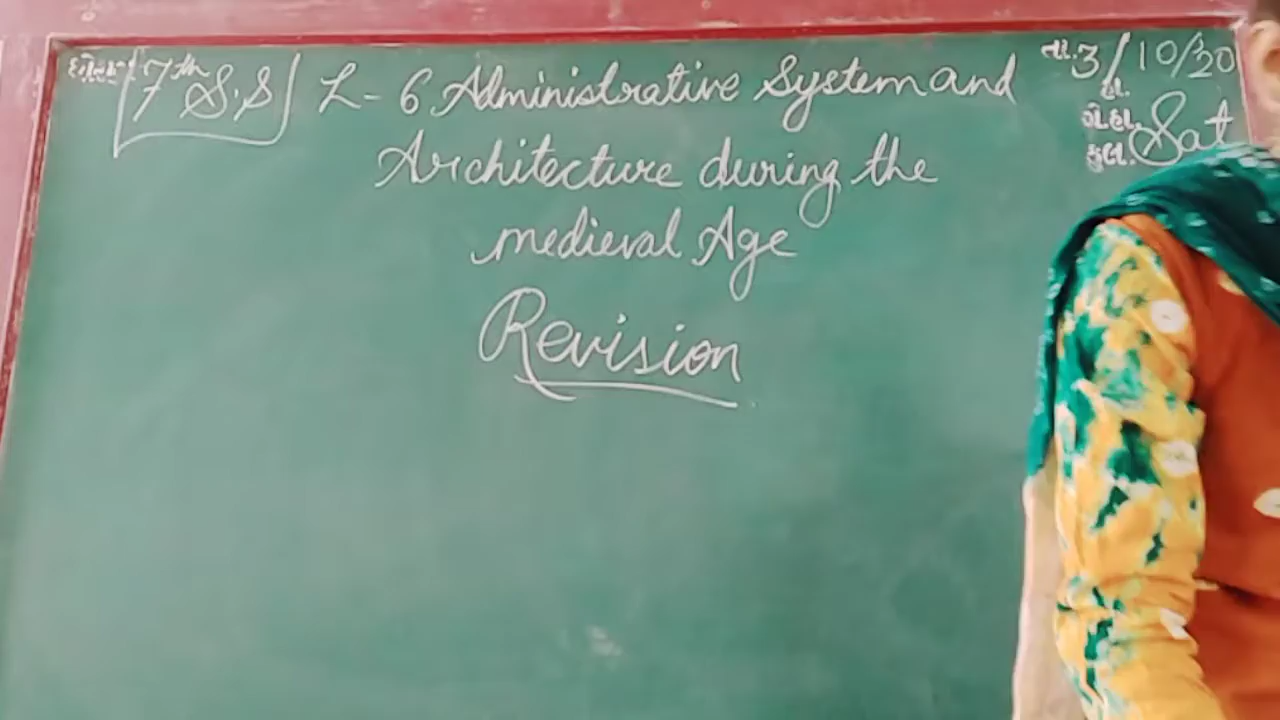 7th S.S L-6 Administrative System and
Architecture during the
medieval Age
Revision
તા. 3/10/20
હા.
ગે.હા.
કુલ. Sat